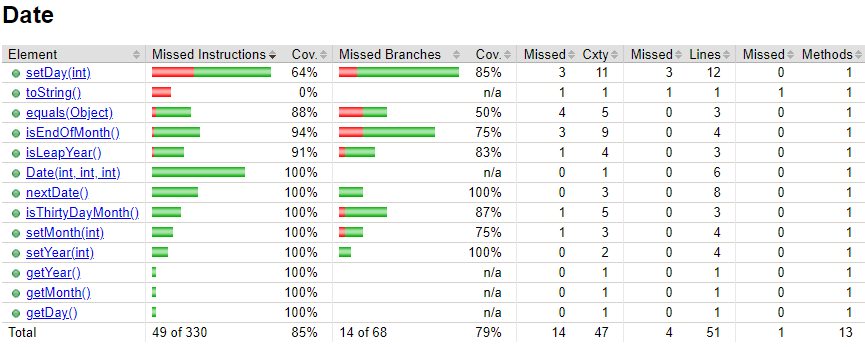 Date
Element Missed Instructions Cov. Missed Branches Cov. Missed Cxty Missed Lines Missed Methods
setDay(int) 64% 85% 3 11 3 12 0 1
toString() 0% n/a 1 1 1 1 1 1
equals(Object) 88% 50% 4 5 0 3 0 1
isEndOfMonth() 94% 75% 3 9 0 4 0 1
isLeapYear() 91% 83% 1 4 0 3 0 1
Date(int, int, int) 100% n/a 0 1 0 6 0 1
nextDate() 100% 100% 0 3 0 8 0 1
isThirtyDayMonth() 100% 87% 1 5 0 3 0 1
setMonth(int) 100% 75% 1 3 0 4 0 1
setYear(int) 100% 100% 0 2 0 4 0 1
getYear() 100% n/a 0 1 0 1 0 1
getMonth() 100% n/a 0 1 0 1 0 1
getDay() 100% n/a 0 1 0 1 0 1
Total 49 of 330 85% 14 of 68 79% 14 47 4 51 1 13